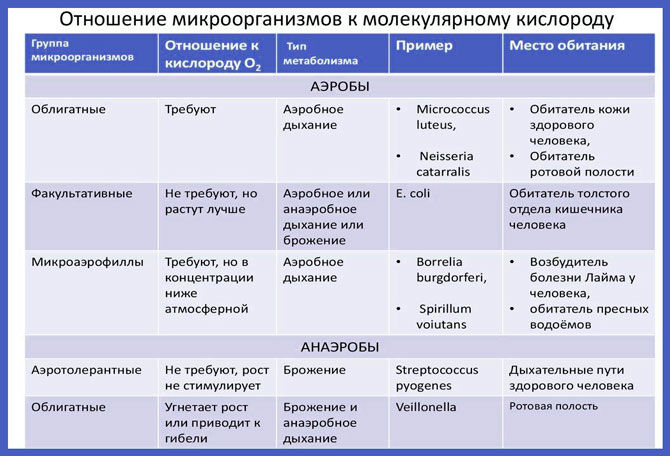 Отношение микроорганизмов к молекулярному кислороду
Группа
микроорганизмов
Отношение к
кислороду O₂
Тип
метаболизма
Пример
Место обитания
АЭРОБЫ
Облигатные
Требуют
Аэробное
дыхание
• Micrococcus
luteus,
• Neisseria
catarralis
• Обитатель кожи
здорового
человека,
• Обитатель
ротовой полости
Факультативные
Не требуют, но
растут лучше
Аэробное или
анаэробное
дыхание или
брожение
E. coli
Обитатель толстого
отдела кишечника
человека
Микроаэрофиллы
Требуют, но в
концентрации
ниже
атмосферной
Аэробное
дыхание
• Borrelia
burgdorferi,
• Spirillum
voiutans
• Возбудитель
болезни Лайма у
человека,
• обитатель пресных
водоёмов
АНАЭРОБЫ
Аэротолерантные
Не требуют, рост
не стимулирует
Брожение
Streptococcus
pyogenes
Дыхательные пути
здорового человека
Облигатные
Угнетает рост
или приводит к
гибели
Брожение и
анаэробное
дыхание
Veillonella
Ротовая полость